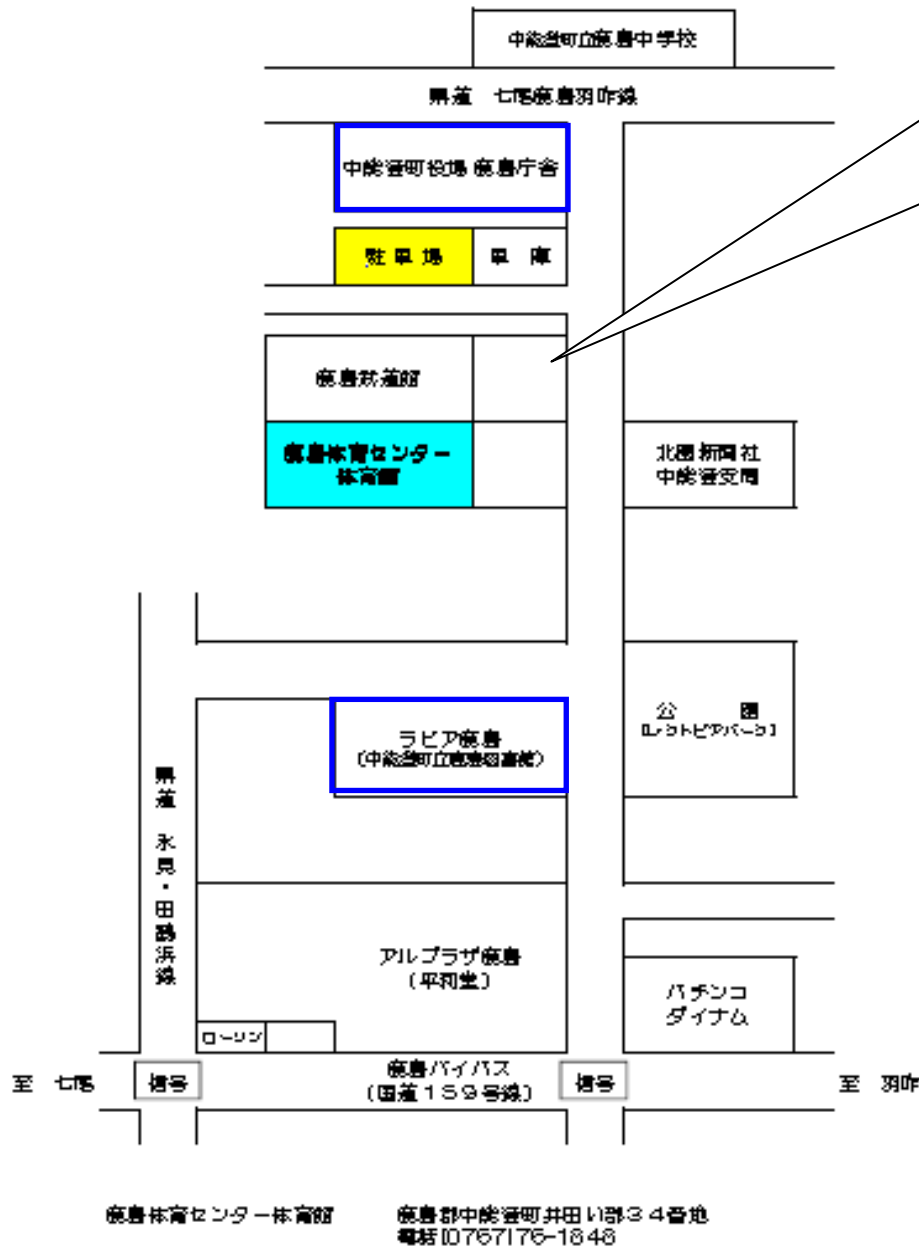 中能登町立鹿島中学校
県道 七尾鹿島羽咋線
中能登町役場 鹿島庁舎
駐車場
車庫
鹿島武道館
鹿島体育センター
体育館
北國新聞社
中能登支局
ラピア鹿島
(中能登町立鹿島図書館)
公園
[レクトピアパーク]
県道 氷見・田鶴浜線
アルプラザ鹿島
(平和堂)
パチンコ
ダイナム
ローソン
鹿島バイパス
(国道159号線)
至 七尾
信号
信号
至 羽咋
鹿島体育センター体育館 鹿島郡中能登町井田い部34番地
電話(0767)76-1848